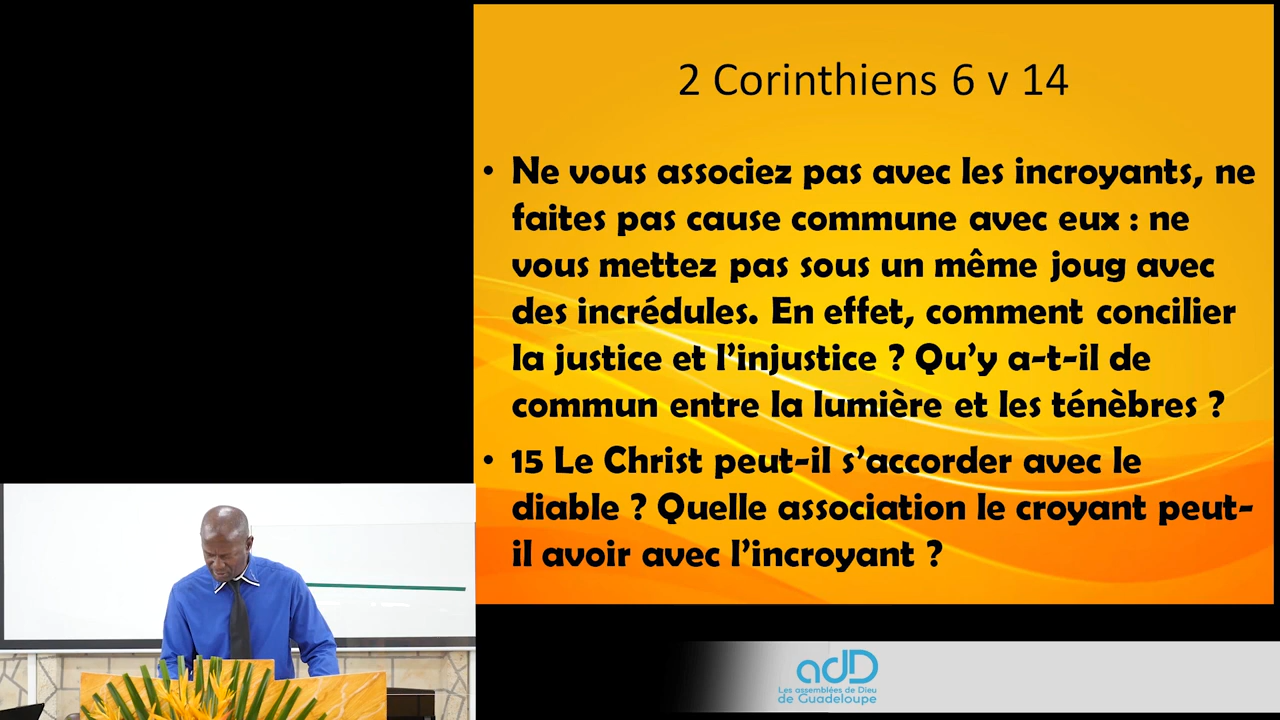 2 Corinthiens 6 v 14
• Ne vous associez pas avec les incroyants, ne
faites pas cause commune avec eux : ne
vous mettez pas sous un même joug avec
des incrédules. En effet, comment concilier
la justice et l’injustice ? Qu’y a-t-il de
commun entre la lumière et les ténèbres ?
• 15 Le Christ peut-il s’accorder avec le
diable ? Quelle association le croyant peut-
il avoir avec l’incroyant ?
adD
Les assemblées de Dieu
de Guadeloupe